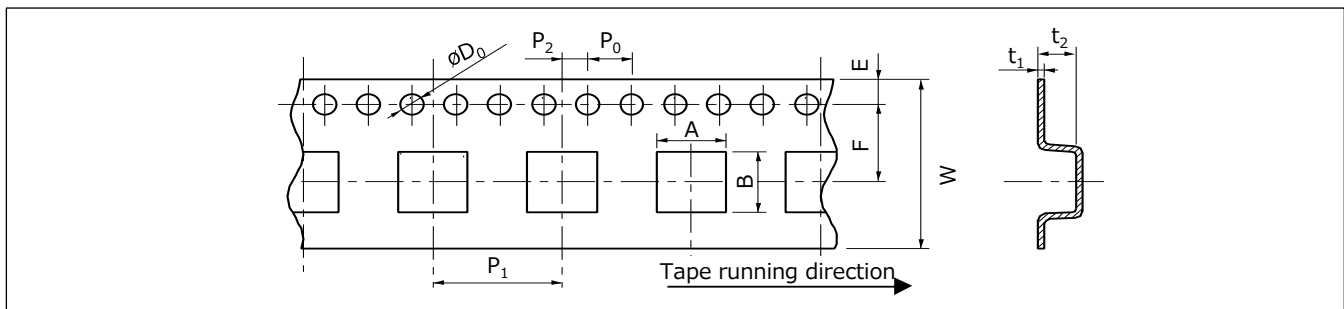 øD₀
P₂
P₀
E
t₁
t₂
A
F
B
W
P₁
Tape running direction